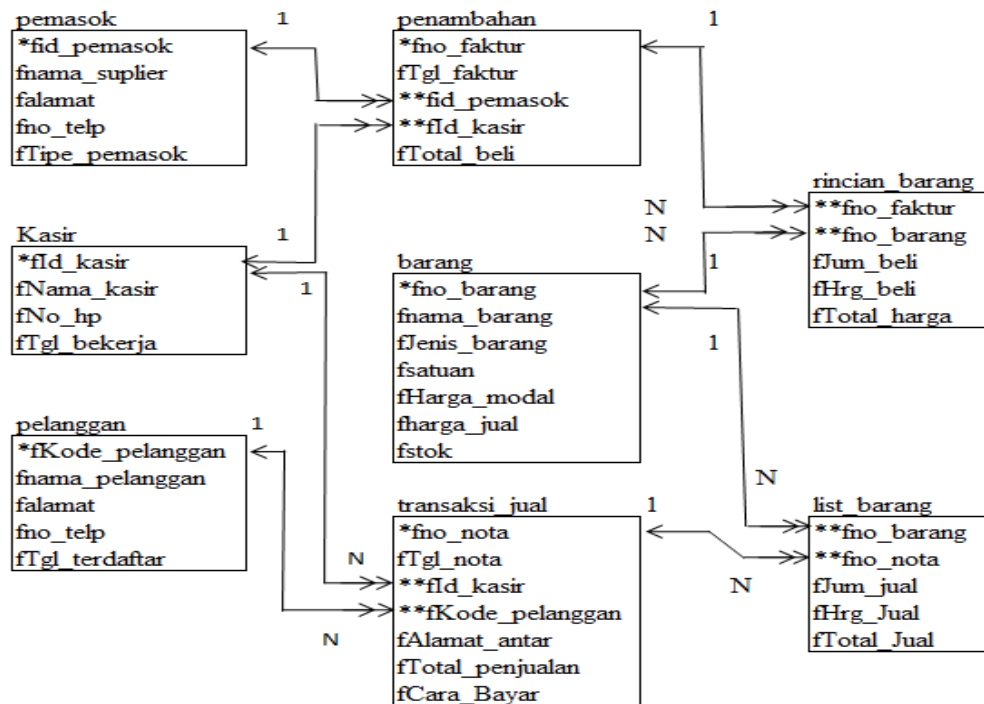 pemasok
*fid_pemasok
fnama_suplier
falamat
fno_telp
fTipe_pemasok
1
penambahan
*fno_faktur
fTgl_faktur
**fid_pemasok
**fId_kasir
fTotal_beli
1
rincian_barang
**fno_faktur
**fno_barang
fJum_beli
fHrg_beli
fTotal_harga
N
N
Kasir
*fId_kasir
fNama_kasir
fNo_hp
fTgl_bekerja
1
1
barang
*fno_barang
fnama_barang
fJenis_barang
fsatuan
fHarga_modal
fharga_jual
fstok
1
1
pelanggan
*fKode_pelanggan
fnama_pelanggan
falamat
fno_telp
fTgl_terdaftar
1
N
N
transaksi_jual
*fno_nota
fTgl_nota
**fId_kasir
**fKode_pelanggan
fAlamat_antar
fTotal_penjualan
fCara_Bayar
1
N
N
list_barang
**fno_barang
**fno_nota
fJum_jual
fHrg_Jual
fTotal_Jual